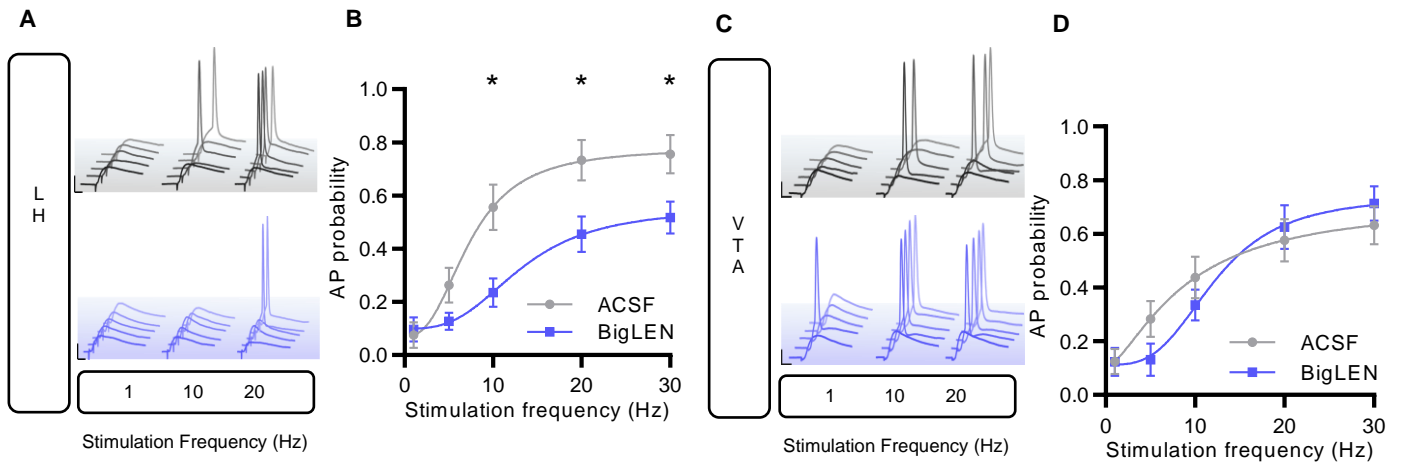 A
L
H
1 10 20
Stimulation Frequency (Hz)
B
* * *
AP probability
1.0
0.8
0.6
0.4
0.2
0.0
ACSF
BigLEN
0 10 20 30
Stimulation frequency (Hz)
C
V
T
A
1 10 20
Stimulation Frequency (Hz)
D
AP probability
1.0
0.8
0.6
0.4
0.2
0.0
ACSF
BigLEN
0 10 20 30
Stimulation frequency (Hz)